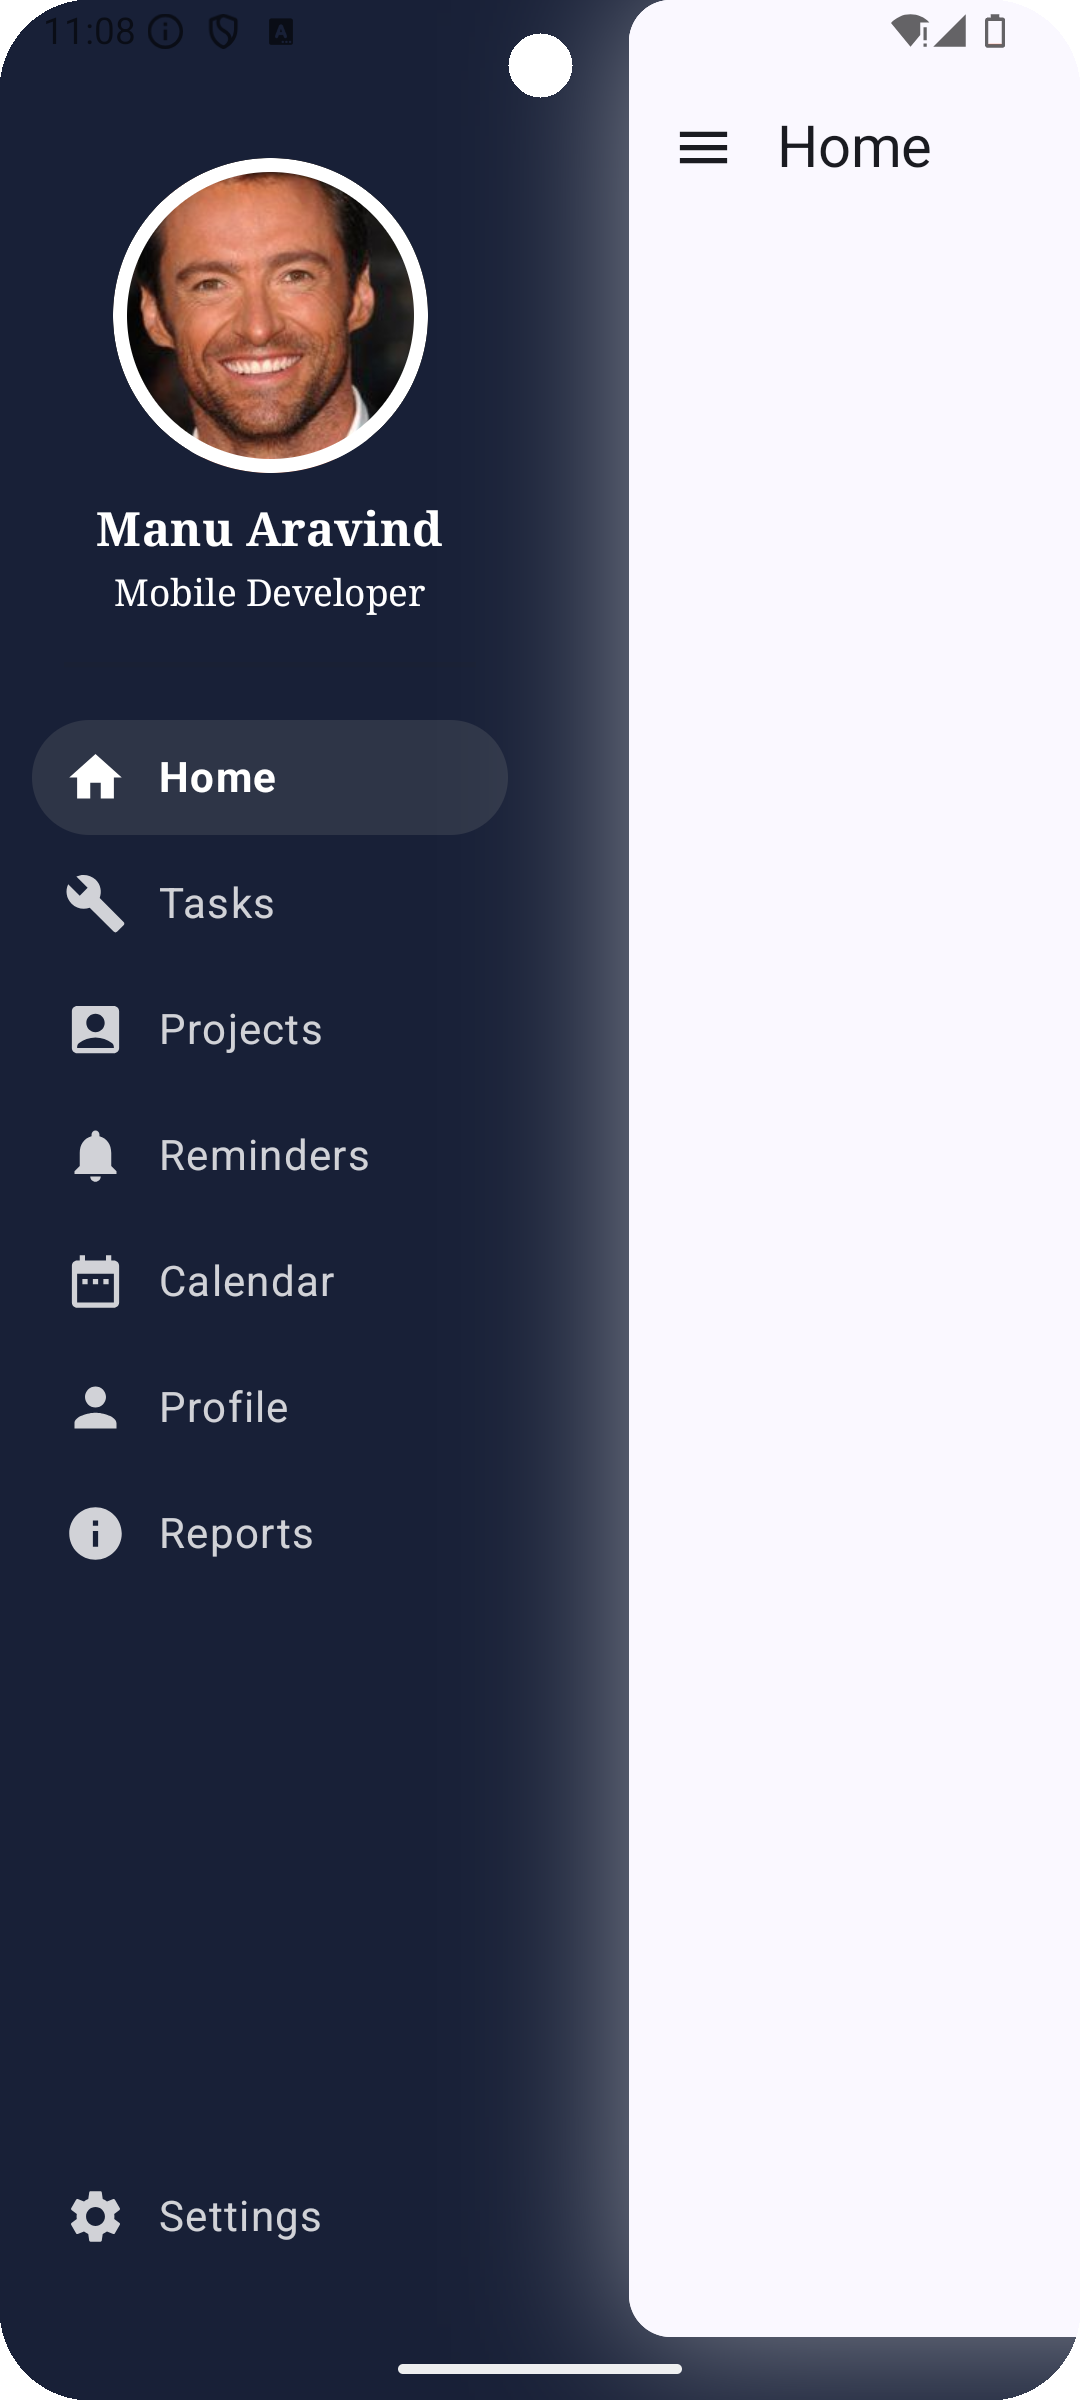 11:08
Home
Manu Aravind
Mobile Developer
Home
Tasks
Projects
Reminders
Calendar
Profile
Reports
Settings